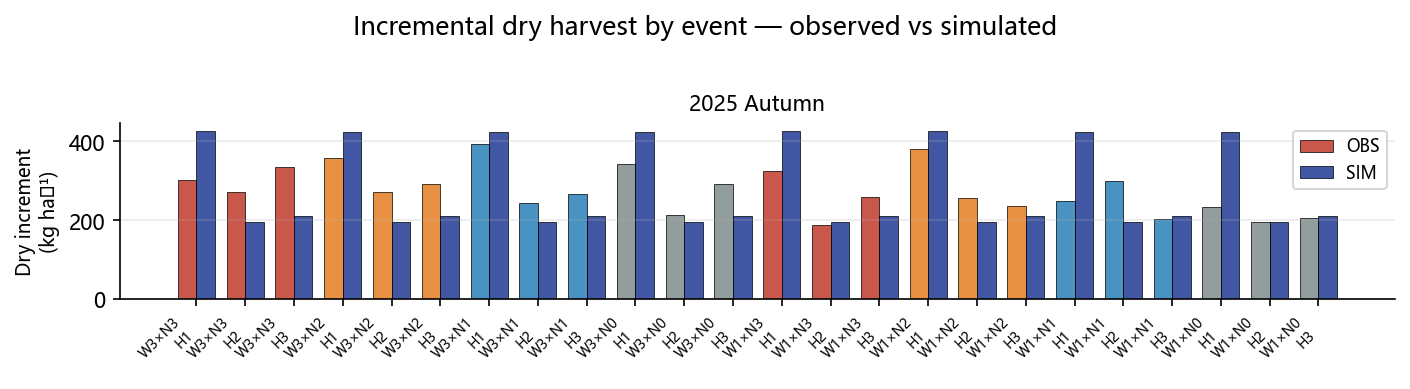 Incremental dry harvest by event — observed vs simulated
2025 Autumn
Dry increment
(kg ha□¹)
400
200
0
OBS
SIM
W3×N3
H1
W3×N3
H2
W3×N3
H3
W3×N2
H1
W3×N2
H2
W3×N2
H3
W3×N1
H1
W3×N1
H2
W3×N1
H3
W3×N0
H1
W3×N0
H2
W3×N0
H3
W1×N3
H1
W1×N3
H2
W1×N3
H3
W1×N2
H1
W1×N2
H2
W1×N2
H3
W1×N1
H1
W1×N1
H2
W1×N1
H3
W1×N0
H1
W1×N0
H2
W1×N0
H3